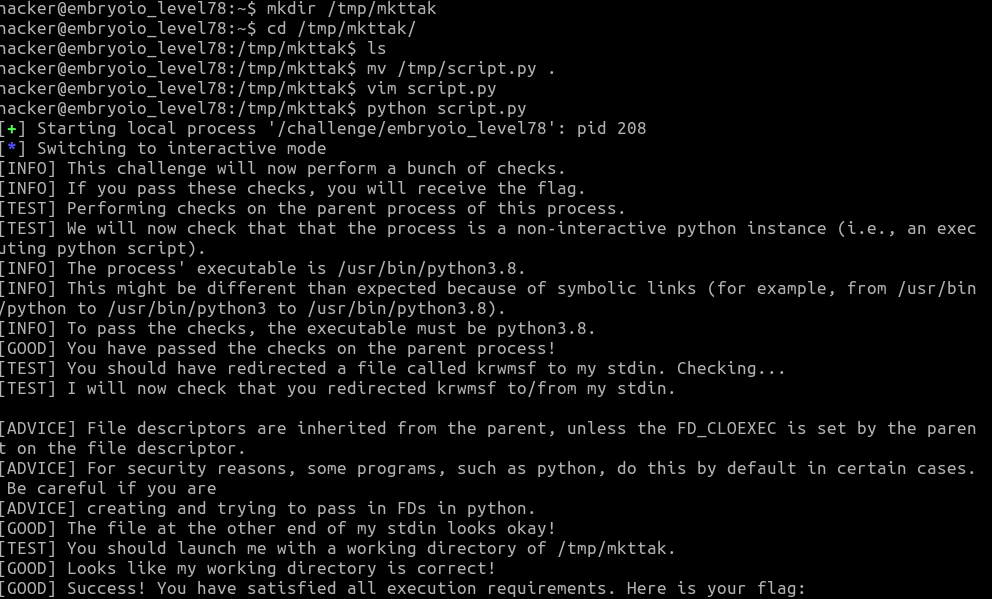 hacker@embryoio_level78:~$ mkdir /tmp/mkttak
hacker@embryoio_level78:~$ cd /tmp/mkttak/
hacker@embryoio_level78:/tmp/mkttak$ ls
hacker@embryoio_level78:/tmp/mkttak$ mv /tmp/script.py .
hacker@embryoio_level78:/tmp/mkttak$ vim script.py
hacker@embryoio_level78:/tmp/mkttak$ python script.py
[+] Starting local process '/challenge/embryoio_level78': pid 208
[*] Switching to interactive mode
[INFO] This challenge will now perform a bunch of checks.
[INFO] If you pass these checks, you will receive the flag.
[TEST] Performing checks on the parent process of this process.
[TEST] We will now check that that the process is a non-interactive python instance (i.e., an exec
uting python script).
[INFO] The process' executable is /usr/bin/python3.8.
[INFO] This might be different than expected because of symbolic links (for example, from /usr/bin
/python to /usr/bin/python3 to /usr/bin/python3.8).
[INFO] To pass the checks, the executable must be python3.8.
[GOOD] You have passed the checks on the parent process!
[TEST] You should have redirected a file called krwmsf to my stdin. Checking...
[TEST] I will now check that you redirected krwmsf to/from my stdin.
[ADVICE] File descriptors are inherited from the parent, unless the FD_CLOEXEC is set by the paren
t on the file descriptor.
[ADVICE] For security reasons, some programs, such as python, do this by default in certain cases.
 Be careful if you are
[ADVICE] creating and trying to pass in FDs in python.
[GOOD] The file at the other end of my stdin looks okay!
[TEST] You should launch me with a working directory of /tmp/mkttak.
[GOOD] Looks like my working directory is correct!
[GOOD] Success! You have satisfied all execution requirements. Here is your flag: